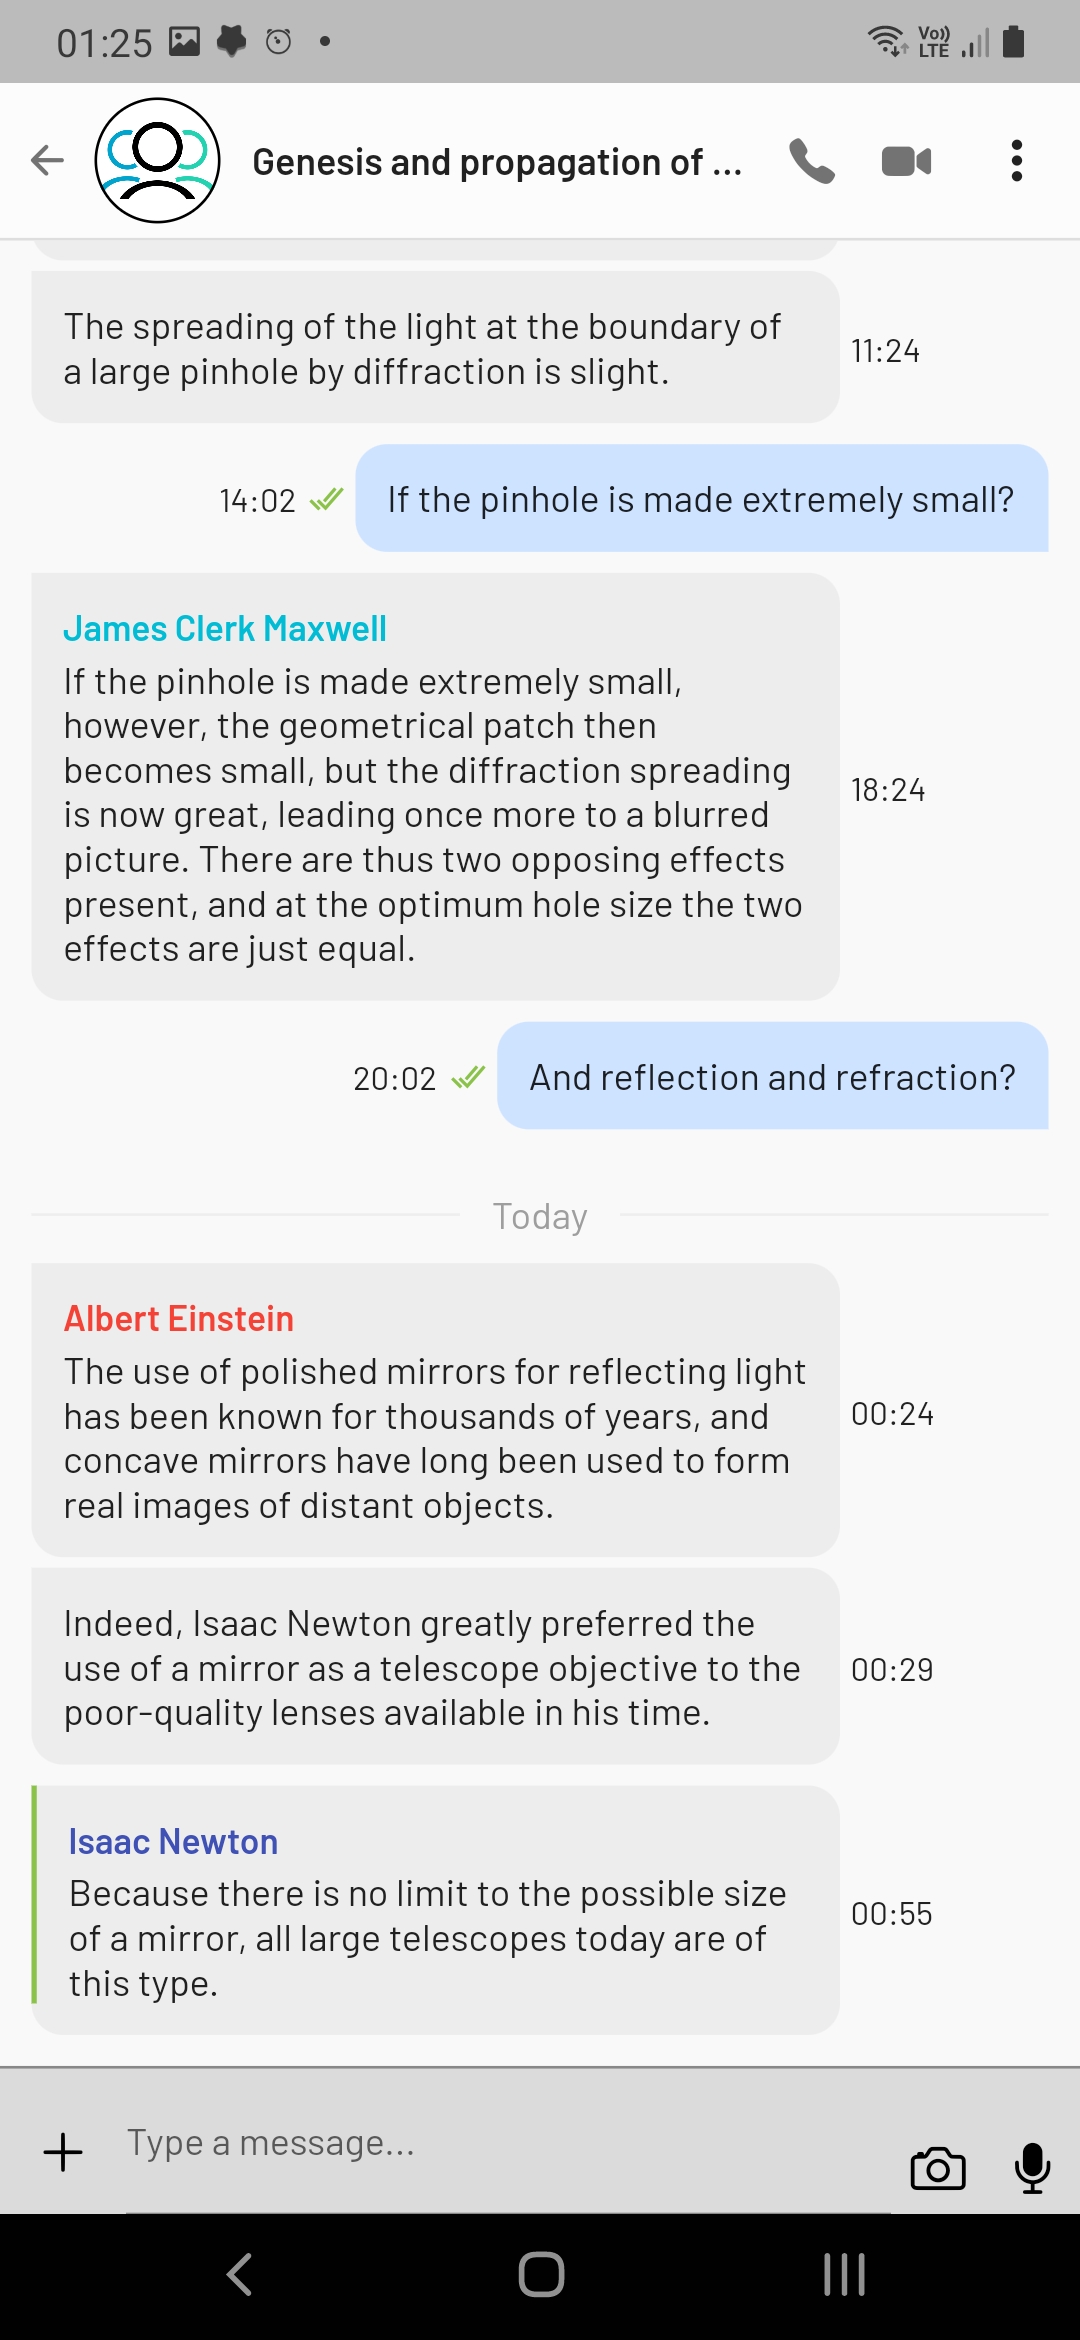 01:25
Vo))
LTE
Genesis and propagation of ...
The spreading of the light at the boundary of
a large pinhole by diffraction is slight.
11:24
14:02
If the pinhole is made extremely small?
James Clerk Maxwell
If the pinhole is made extremely small,
however, the geometrical patch then
becomes small, but the diffraction spreading
is now great, leading once more to a blurred
picture. There are thus two opposing effects
present, and at the optimum hole size the two
effects are just equal.
18:24
20:02
And reflection and refraction?
Today
Albert Einstein
The use of polished mirrors for reflecting light
has been known for thousands of years, and
concave mirrors have long been used to form
real images of distant objects.
00:24
Indeed, Isaac Newton greatly preferred the
use of a mirror as a telescope objective to the
poor-quality lenses available in his time.
00:29
Isaac Newton
Because there is no limit to the possible size
of a mirror, all large telescopes today are of
this type.
00:55
Type a message...